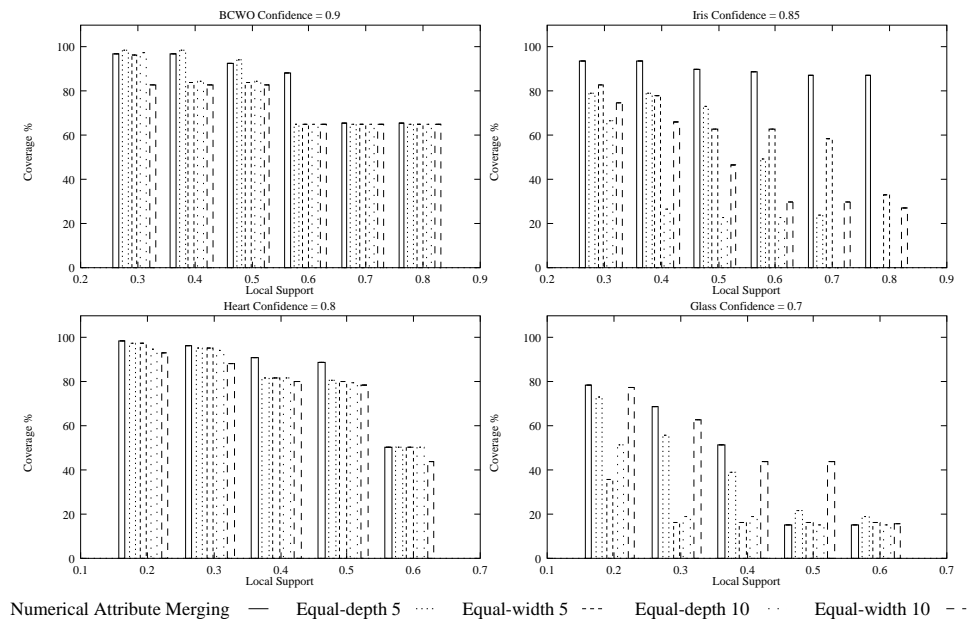 BCWO Confidence = 0.9
Coverage %
100
80
60
40
20
0
0.2 0.3 0.4 0.5 0.6 0.7 0.8 0.9
Local Support
Iris Confidence = 0.85
Coverage %
100
80
60
40
20
0
0.2 0.3 0.4 0.5 0.6 0.7 0.8 0.9
Local Support
Heart Confidence = 0.8
Coverage %
100
80
60
40
20
0
0.1 0.2 0.3 0.4 0.5 0.6 0.7
Local Support
Glass Confidence = 0.7
Coverage %
100
80
60
40
20
0
0.1 0.2 0.3 0.4 0.5 0.6 0.7
Local Support
Numerical Attribute Merging Equal-depth 5 Equal-width 5 Equal-depth 10 Equal-width 10